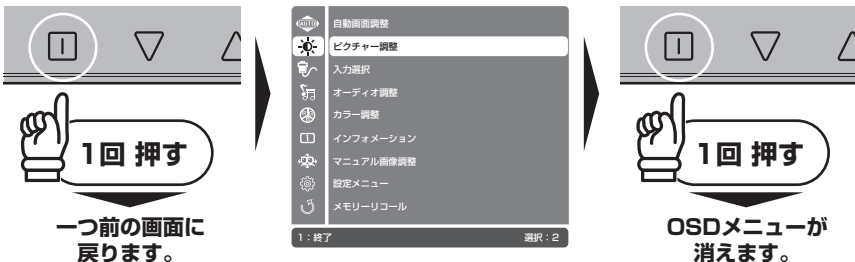 1回 押す
一つ前の画面に
戻ります。
AUTO
自動画面調整
ピクチャー調整
入力選択
オーディオ調整
カラー調整
インフォメーション
マニュアル画像調整
設定メニュー
メモリーリコール
1：終了 選択：2
1回 押す
OSDメニューが
消えます。